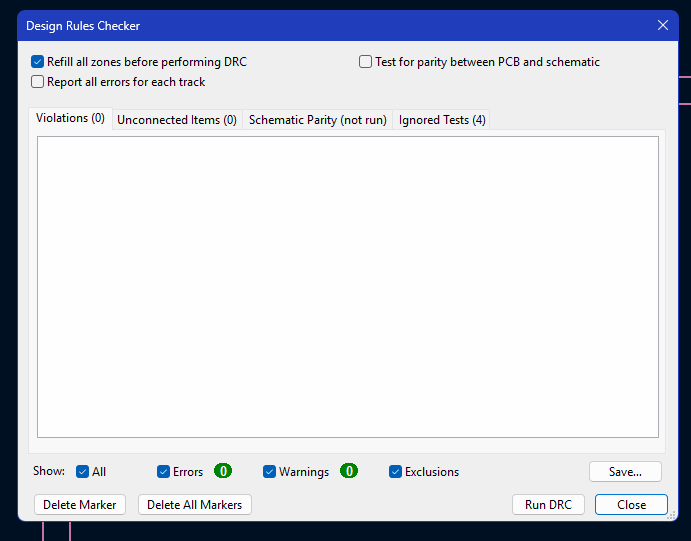 Design Rules Checker
Refill all zones before performing DRC
Test for parity between PCB and schematic
Report all errors for each track
Violations (0)
Unconnected Items (0)
Schematic Parity (not run)
Ignored Tests (4)
Show:
All
Errors
0
Warnings
0
Exclusions
Save...
Delete Marker
Delete All Markers
Run DRC
Close